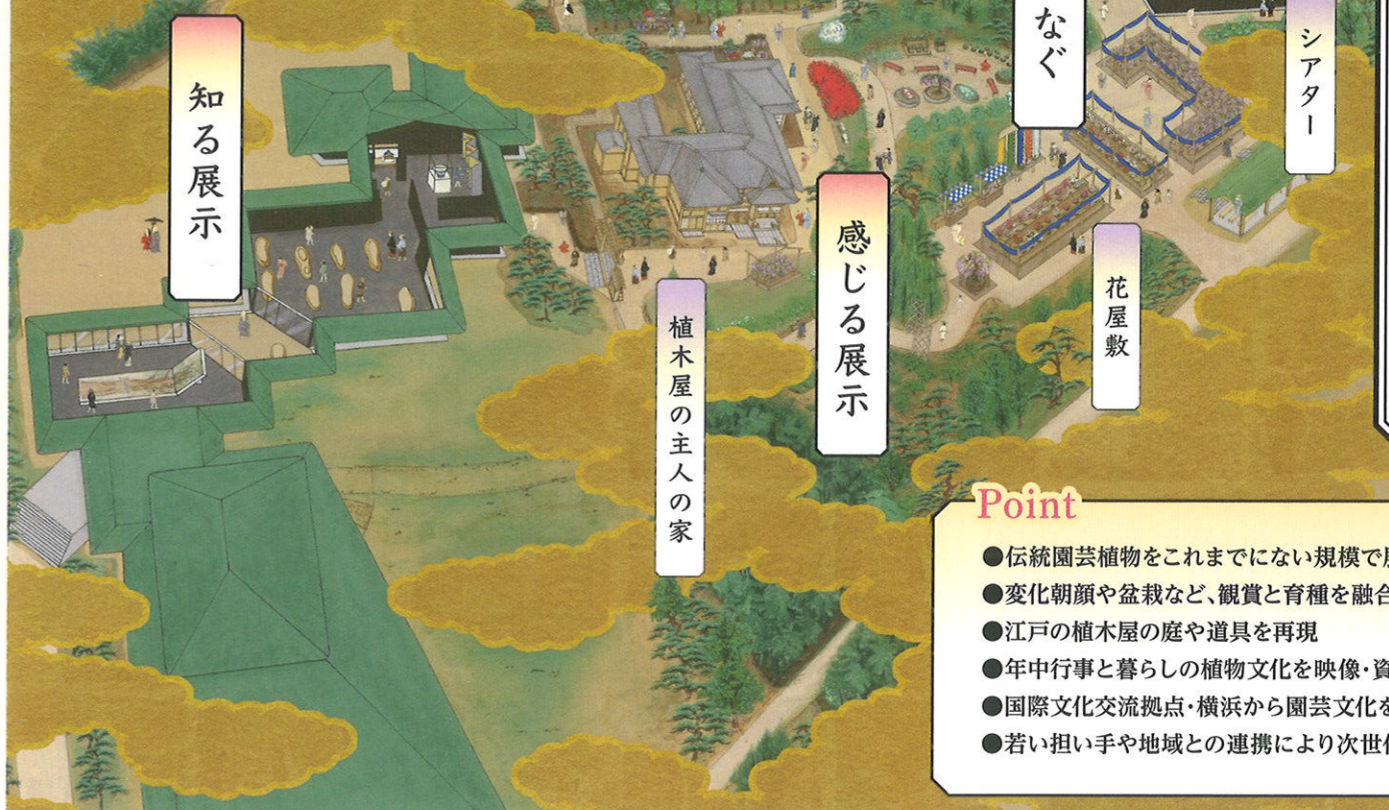 知る展示
なぐ
シアター
感じる展示
花屋敷
植木屋の主人の家
Point
●伝統園芸植物をこれまでにない規模で
●変化朝顔や盆栽など、観賞と育種を融合
●江戸の植木屋の庭や道具を再現
●年中行事と暮らしの植物文化を映像・資
●国際文化交流拠点・横浜から園芸文化を
●若い担い手や地域との連携により次世